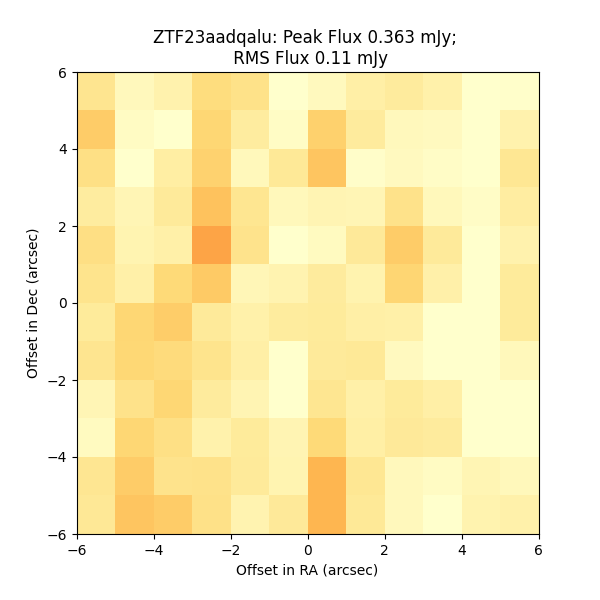 ZTF23aadqalu: Peak Flux 0.363 mJy;
RMS Flux 0.11 mJy
6
4
2
0
−2
−4
−6
Offset in Dec (arcsec)
−6 −4 −2 0 2 4 6
Offset in RA (arcsec)